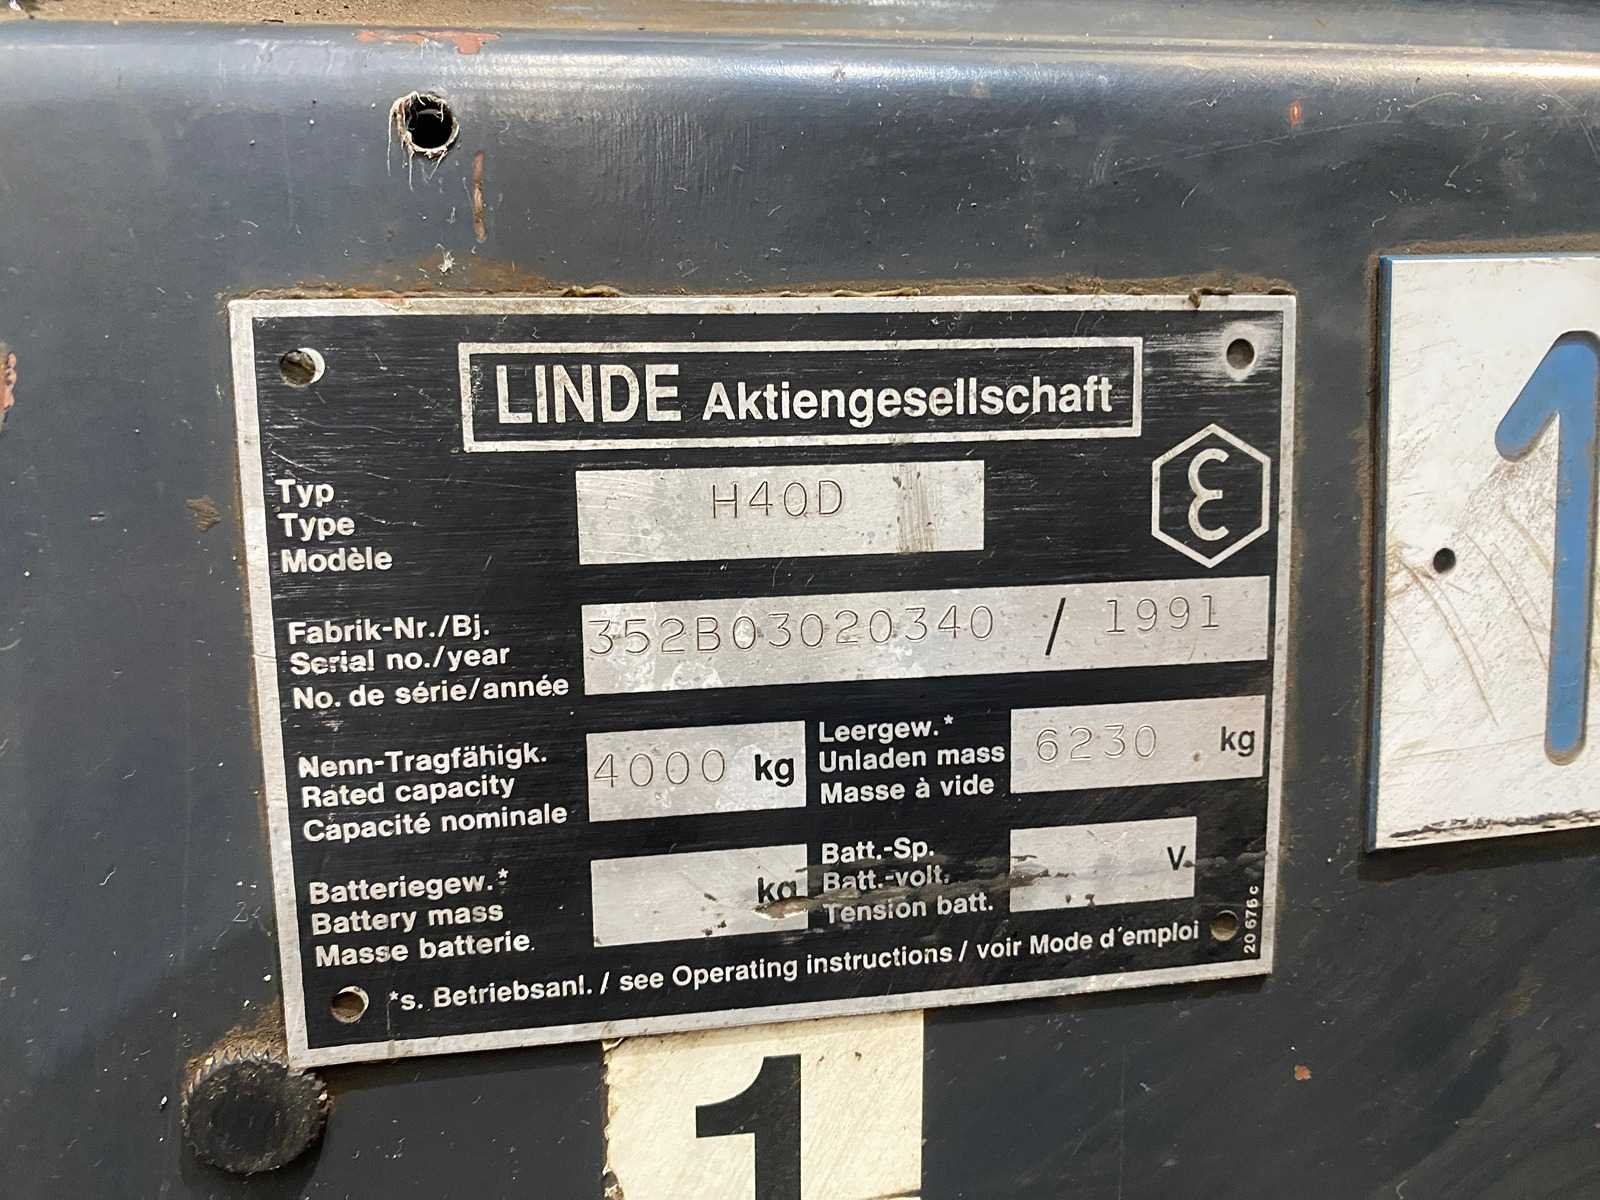 LINDE Aktiengesellschaft
Typ
Type
Modèle
H40D
Fabrik-Nr./Bj.
Serial no./year
No. de série/année
352B03020340 / 1991
Nenn-Tragfähigk.
Rated capacity
Capacité nominale
4000 kg
Leergew.*
Unladen mass
Masse à vide
6230 kg
Batteriegew.*
Battery mass
Masse batterie
kg
Batt.-Sp.
Batt.-volt.
Tension batt.
V
*s. Betriebsanl. / see Operating instructions / voir Mode d'emploi
20 676 c
1
1